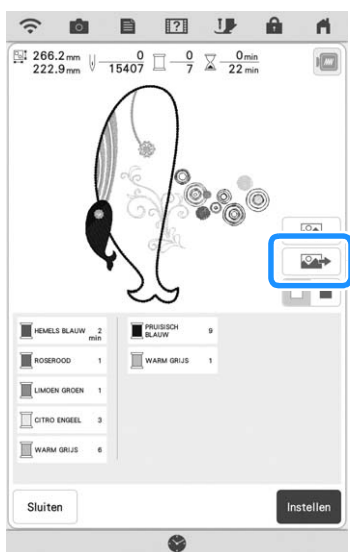 266.2 mm 0 0 0 min
222.9 mm 15407 7 22 min
HEMELS BLAUW 2 min
PRUISISCH BLAUW 9
ROSEROOD 1
WARM GRIJS 1
LIMOEN GROEN 1
CITRO ENGEEL 3
WARM GRIJS 6
Sluiten
Instellen